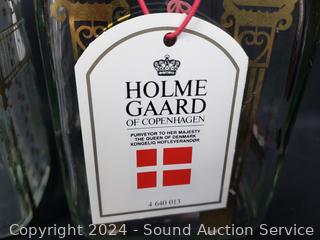 HOLME
GAARD
OF COPENHAGEN
PURVEYOR TO HER MAJESTY
THE QUEEN OF DENMARK
KONGELIG HOFLEVERANDØR
4 640 013
Copyright 2024 - Sound Auction Service